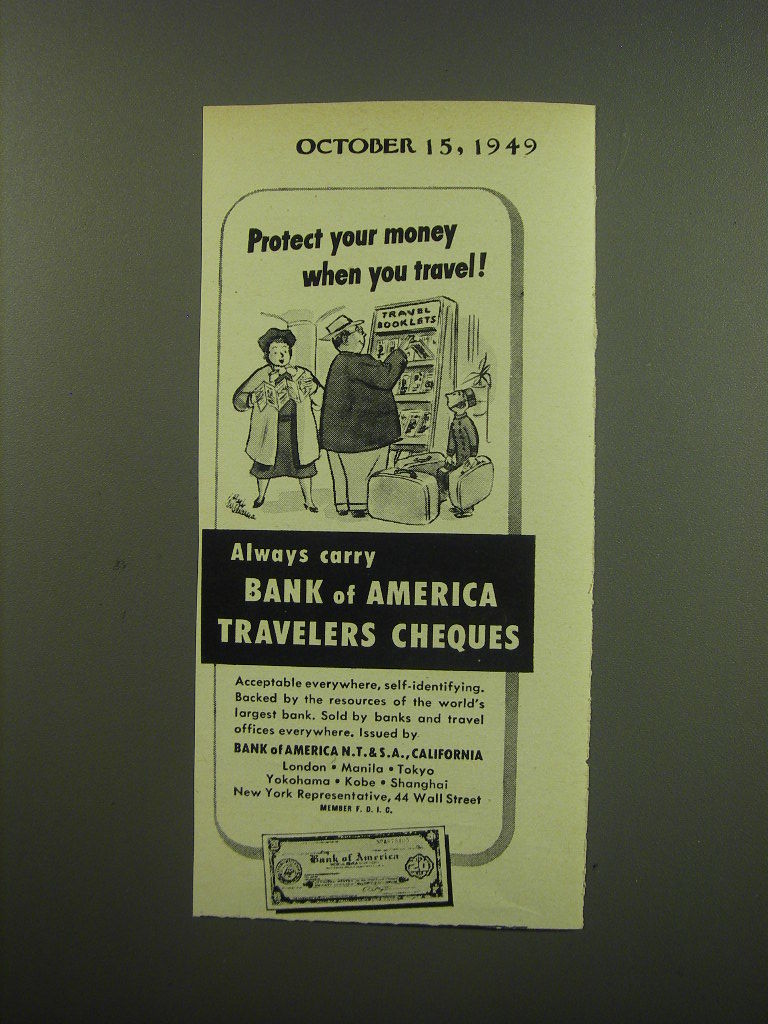 OCTOBER 15, 1949
Protect your money
when you travel!
TRAVEL
BOOKLETS
Always carry
BANK of AMERICA
TRAVELERS CHEQUES
Acceptable everywhere, self-identifying.
Backed by the resources of the world's
largest bank. Sold by banks and travel
offices everywhere. Issued by
BANK of AMERICA N.T. & S.A., CALIFORNIA
London • Manila • Tokyo
Yokohama • Kobe • Shanghai
New York Representative, 44 Wall Street
MEMBER F. D. I. C.
Bank of America